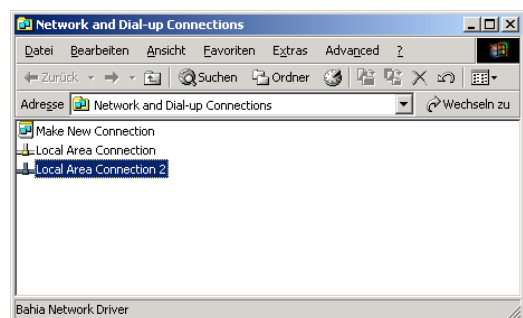 Network and Dial-up Connections
Datei Bearbeiten Ansicht Favoriten Extras Advanced ?
Zurück Suchen Ordner
Adresse Network and Dial-up Connections Wechseln zu
Make New Connection
Local Area Connection
Local Area Connection 2
Bahia Network Driver